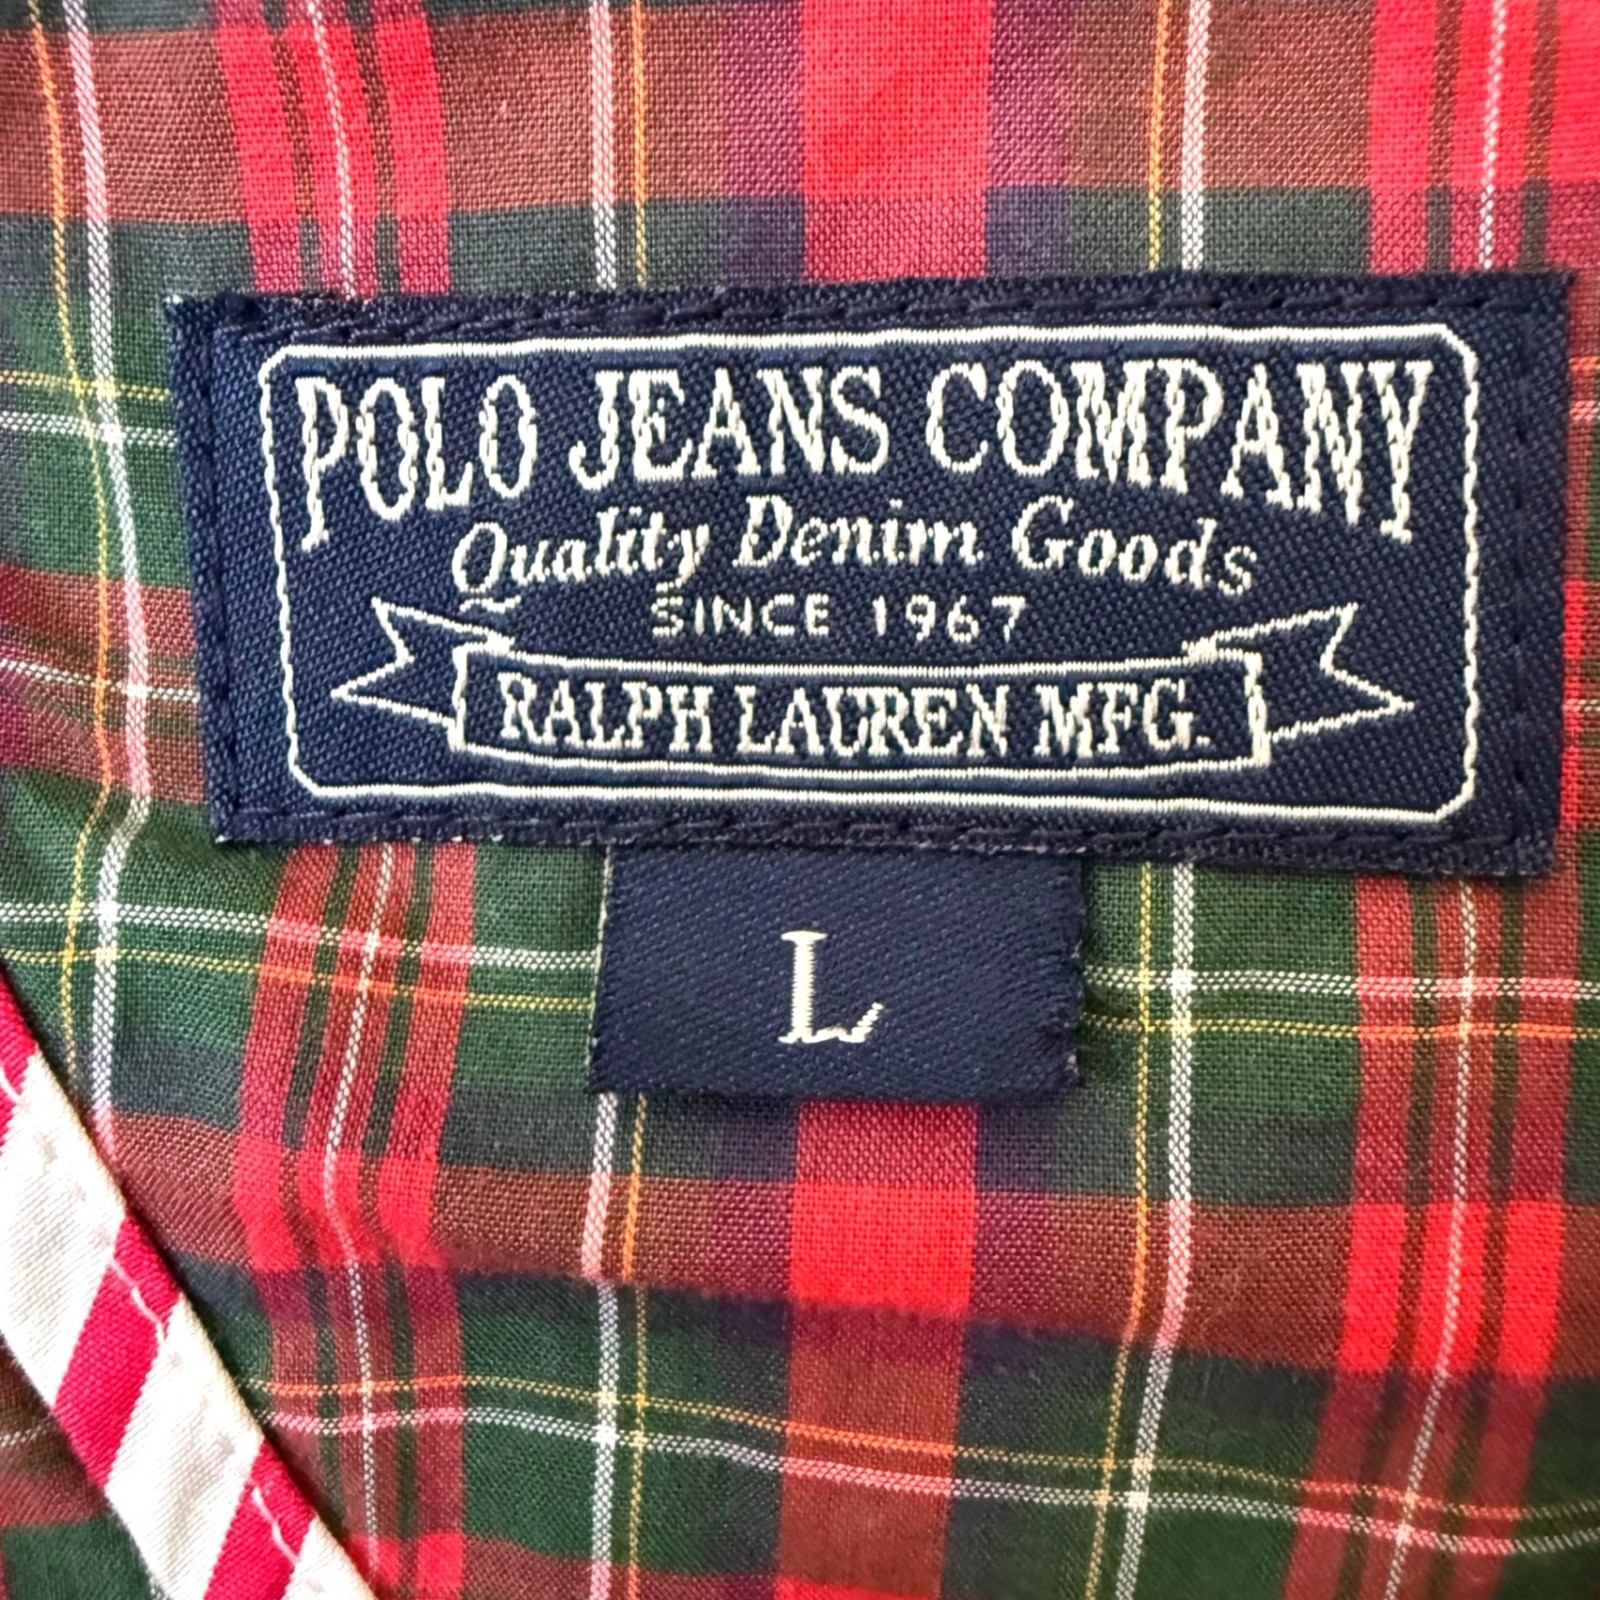 POLO JEANS COMPANY
Quality Denim Goods
SINCE 1967
RALPH LAUREN MFG.
L